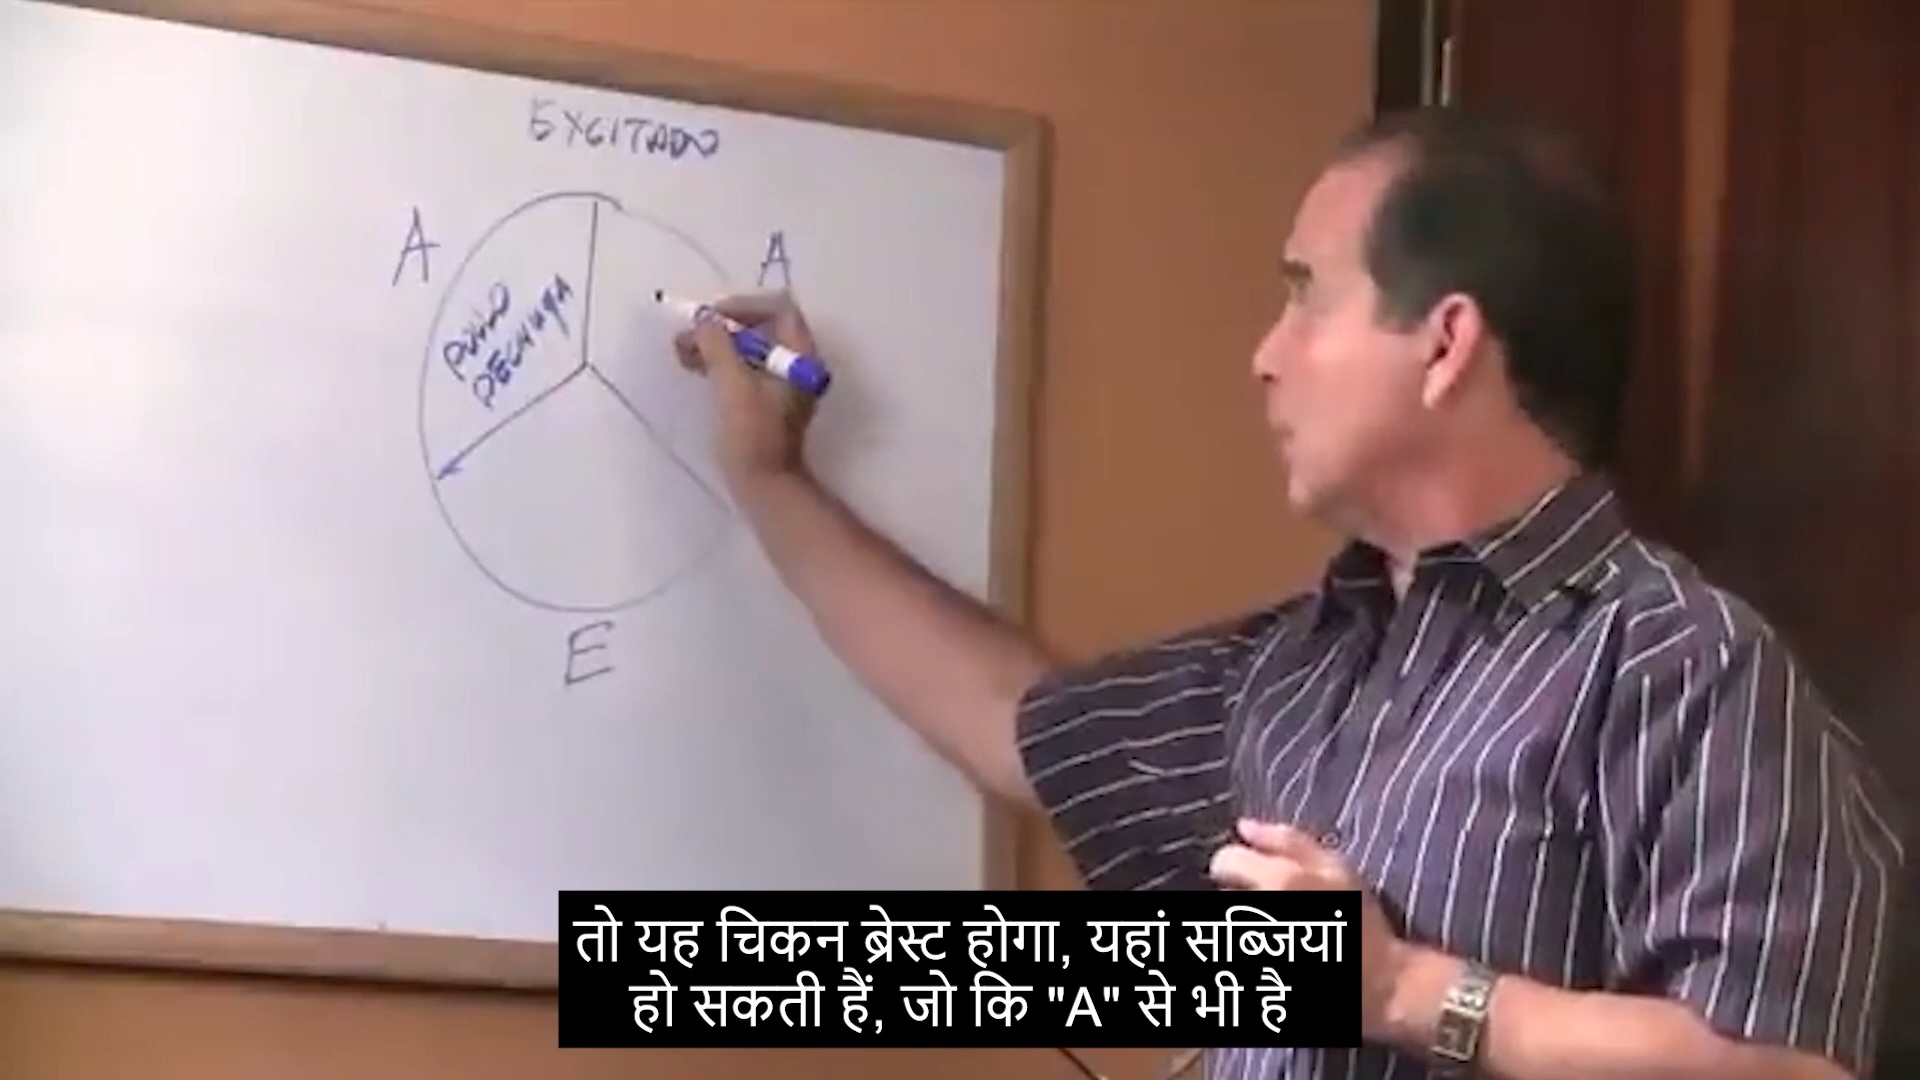 EXCITADO
A
A
POLLO
PECHUGA
E
तो यह चिकन ब्रेस्ट होगा, यहां सब्जियां
हो सकती हैं, जो कि "A" से भी है